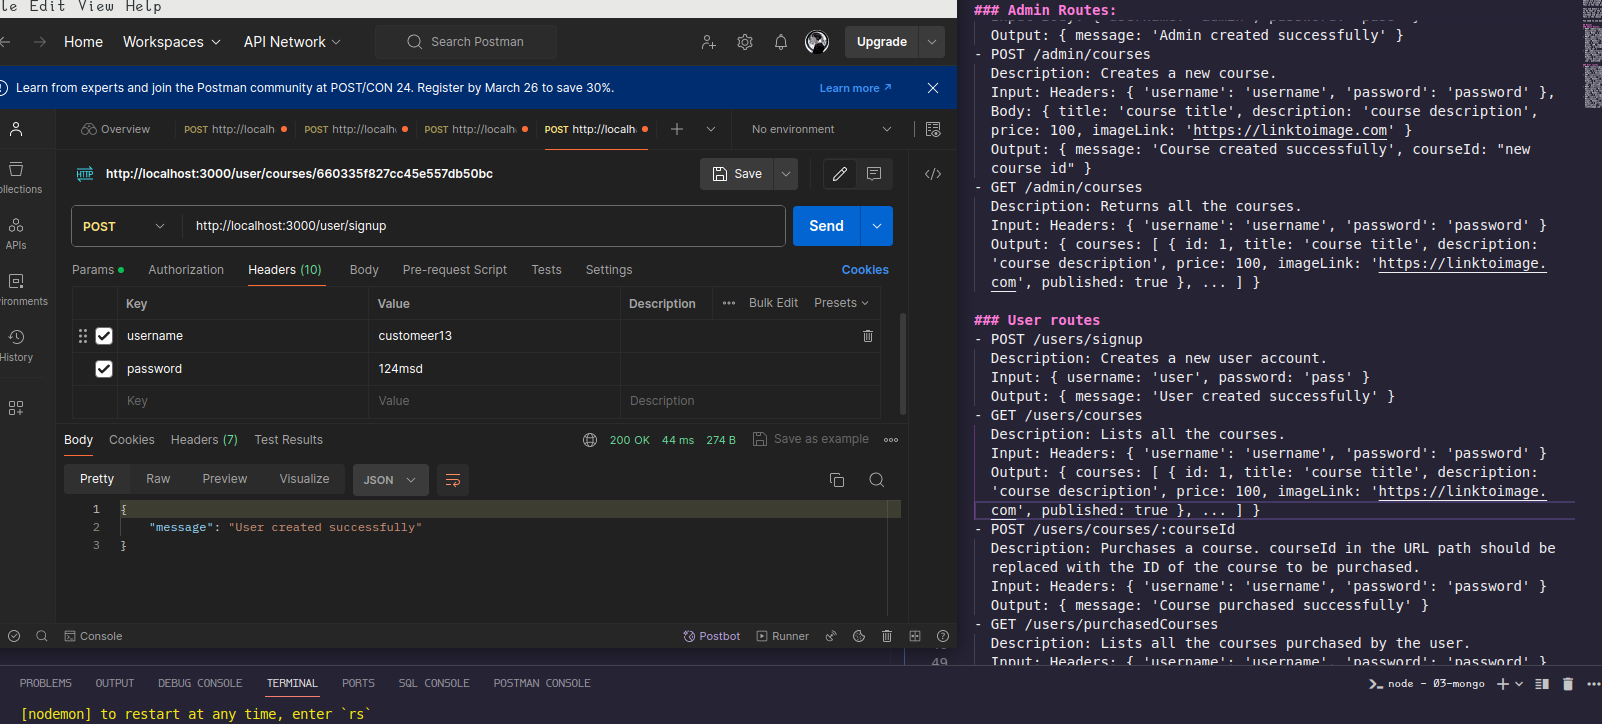 le Edit View Help
Home Workspaces API Network Search Postman Upgrade
Learn from experts and join the Postman community at POST/CON 24. Register by March 26 to save 30%. Learn more ↗
Overview POST http://localh POST http://localh POST http://localh POST http://localh No environment
http://localhost:3000/user/courses/660335f827cc45e557db50bc Save
POST http://localhost:3000/user/signup Send
Params Authorization Headers (10) Body Pre-request Script Tests Settings Cookies
Key Value Description Bulk Edit Presets
username customeer13
password 124msd
Key Value Description
Body Cookies Headers (7) Test Results 200 OK 44 ms 274 B Save as example
Pretty Raw Preview Visualize JSON
1 {
2 "message": "User created successfully"
3 }
ollections
APIs
ironments
History
Console Postbot Runner
### Admin Routes:
Output: { message: 'Admin created successfully' }
- POST /admin/courses
Description: Creates a new course.
Input: Headers: { 'username': 'username', 'password': 'password' },
Body: { title: 'course title', description: 'course description',
price: 100, imageLink: 'https://linktoimage.com' }
Output: { message: 'Course created successfully', courseId: "new
course id" }
- GET /admin/courses
Description: Returns all the courses.
Input: Headers: { 'username': 'username', 'password': 'password' }
Output: { courses: [ { id: 1, title: 'course title', description:
'course description', price: 100, imageLink: 'https://linktoimage.
com', published: true }, ... ] }
### User routes
- POST /users/signup
Description: Creates a new user account.
Input: { username: 'user', password: 'pass' }
Output: { message: 'User created successfully' }
- GET /users/courses
Description: Lists all the courses.
Input: Headers: { 'username': 'username', 'password': 'password' }
Output: { courses: [ { id: 1, title: 'course title', description:
'course description', price: 100, imageLink: 'https://linktoimage.
com', published: true }, ... ] }
- POST /users/courses/:courseId
Description: Purchases a course. courseId in the URL path should be
replaced with the ID of the course to be purchased.
Input: Headers: { 'username': 'username', 'password': 'password' }
Output: { message: 'Course purchased successfully' }
- GET /users/purchasedCourses
Description: Lists all the courses purchased by the user.
Input: Headers: { 'username': 'username', 'password': 'password' }
49
PROBLEMS OUTPUT DEBUG CONSOLE TERMINAL PORTS SQL CONSOLE POSTMAN CONSOLE node - 03-mongo
[nodemon] to restart at any time, enter `rs`